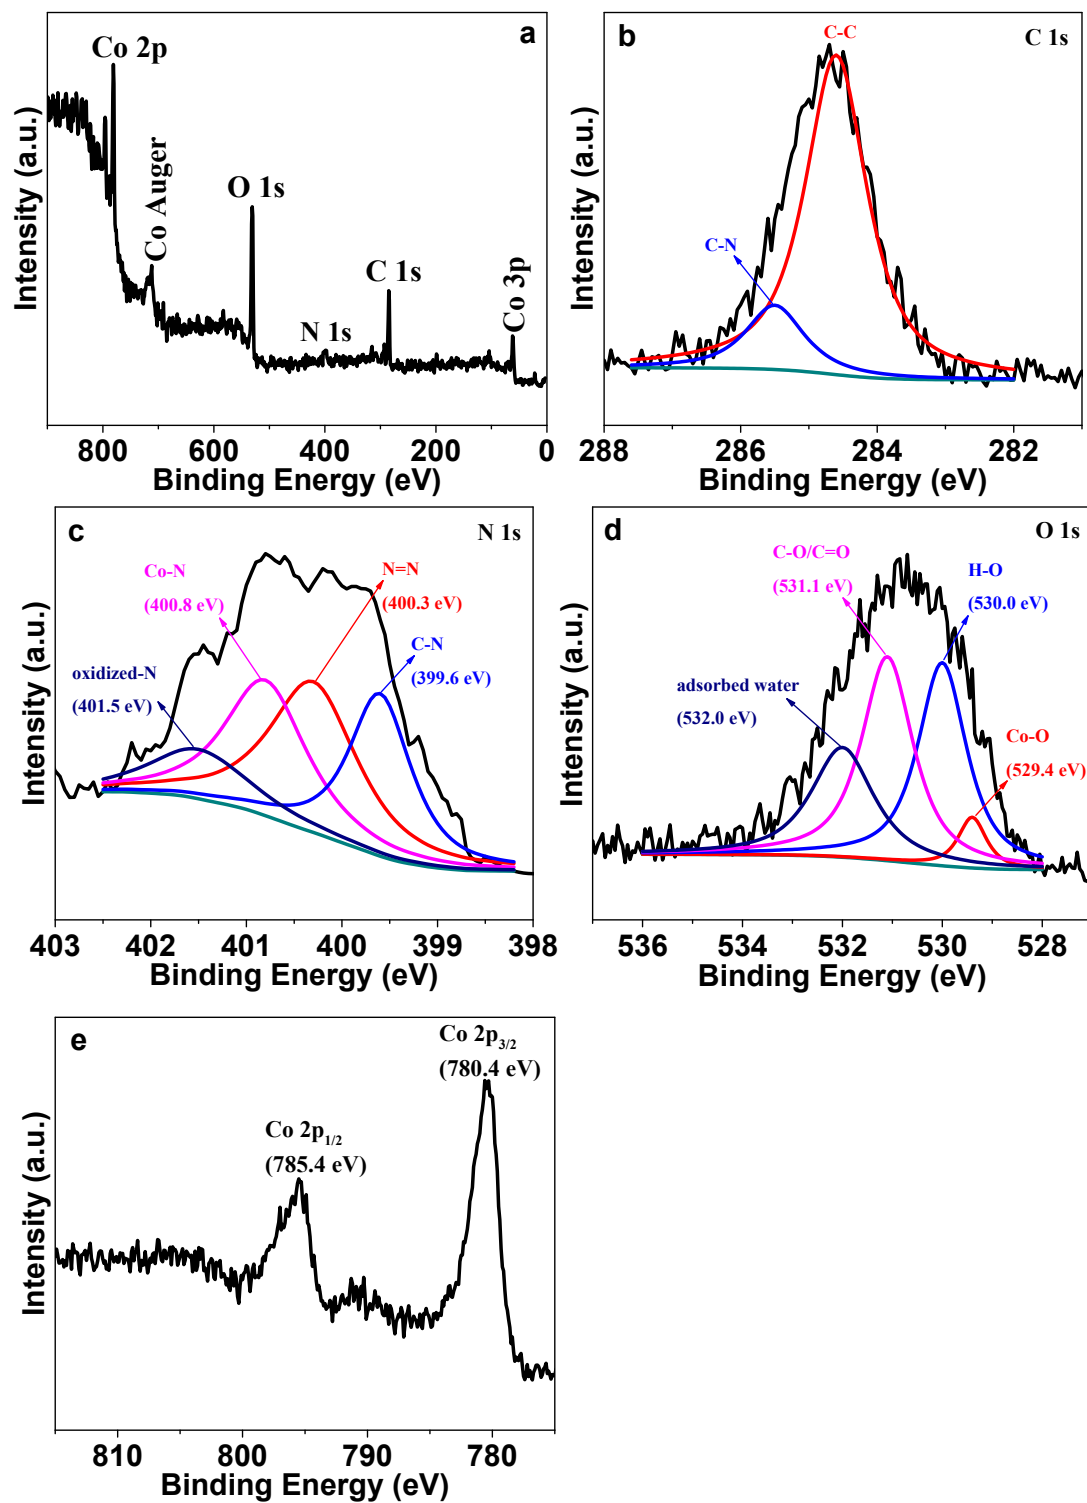 a
Co 2p
Co Auger
O 1s
N 1s
C 1s
Co 3p
Intensity (a.u.)
800 600 400 200 0
Binding Energy (eV)
b
C-C
C 1s
C-N
Intensity (a.u.)
288 286 284 282
Binding Energy (eV)
c
N 1s
Co-N
(400.8 eV)
N=N
(400.3 eV)
C-N
(399.6 eV)
oxidized-N
(401.5 eV)
Intensity (a.u.)
403 402 401 400 399 398
Binding Energy (eV)
d
O 1s
C-O/C=O
(531.1 eV)
H-O
(530.0 eV)
adsorbed water
(532.0 eV)
Co-O
(529.4 eV)
Intensity (a.u.)
536 534 532 530 528
Binding Energy (eV)
e
Co 2p3/2
(780.4 eV)
Co 2p1/2
(785.4 eV)
Intensity (a.u.)
810 800 790 780
Binding Energy (eV)